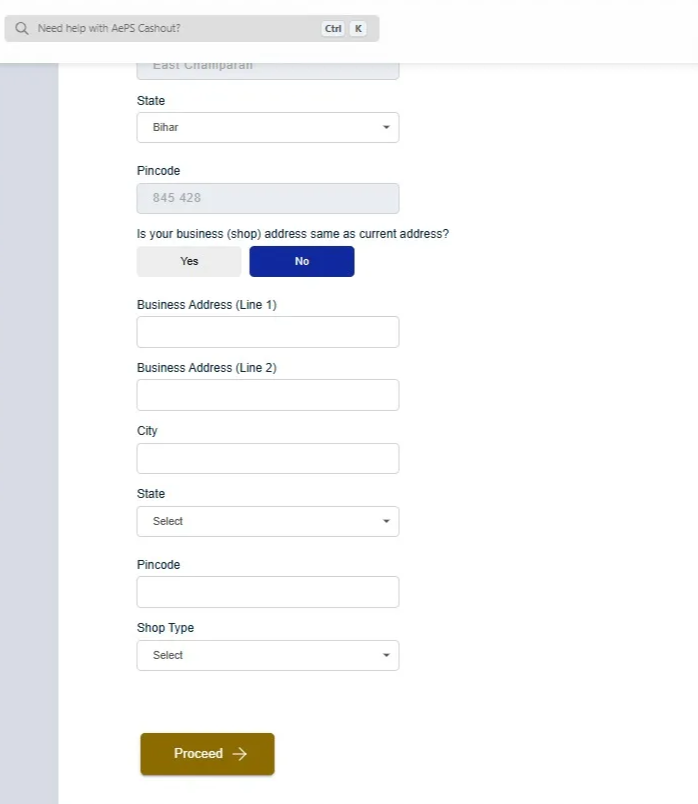 Need help with AePS Cashout? Ctrl K
East Champaran
State
Bihar
Pincode
845 428
Is your business (shop) address same as current address?
Yes No
Business Address (Line 1)
Business Address (Line 2)
City
State
Select
Pincode
Shop Type
Select
Proceed →